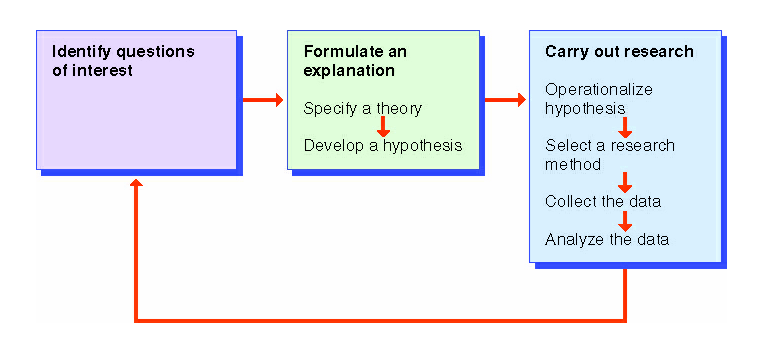 Identify questions
of interest
Formulate an
explanation
Specify a theory
Develop a hypothesis
Carry out research
Operationalize
hypothesis
Select a research
method
Collect the data
Analyze the data